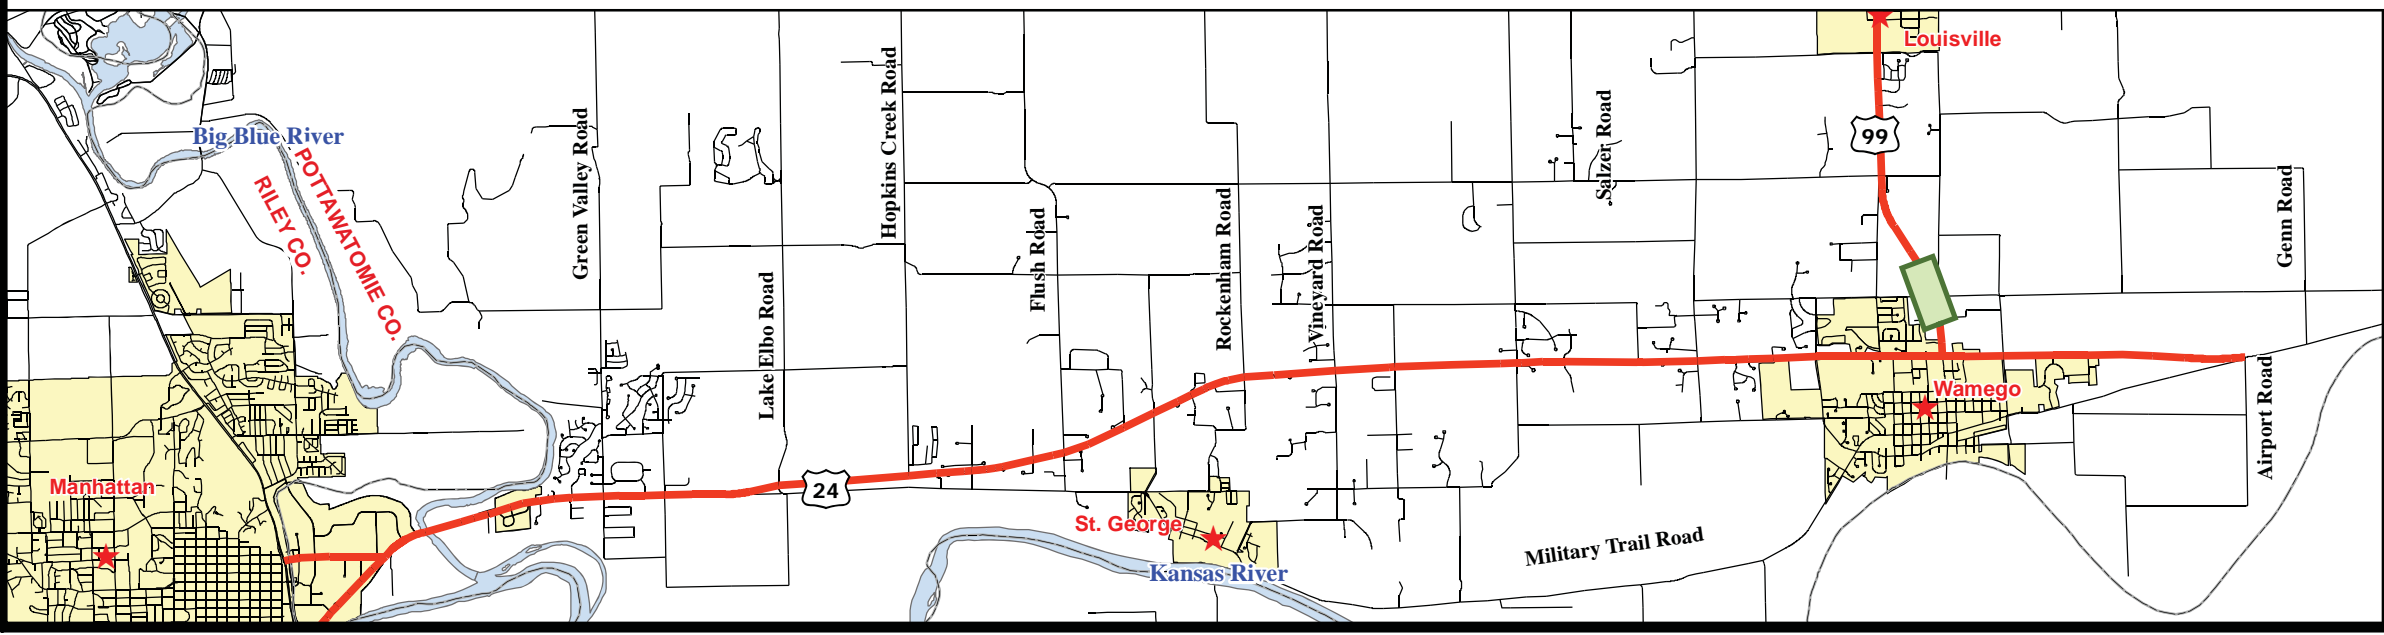 Louisville
99
Big Blue River
POTTAWATOMIE CO.
RILEY CO.
Green Valley Road
Hopkins Creek Road
Salzer Road
Genn Road
Flush Road
Rockenham Road
Vineyard Road
Lake Elbo Road
Wamego
Airport Road
Manhattan
24
St. George
Military Trail Road
Kansas River